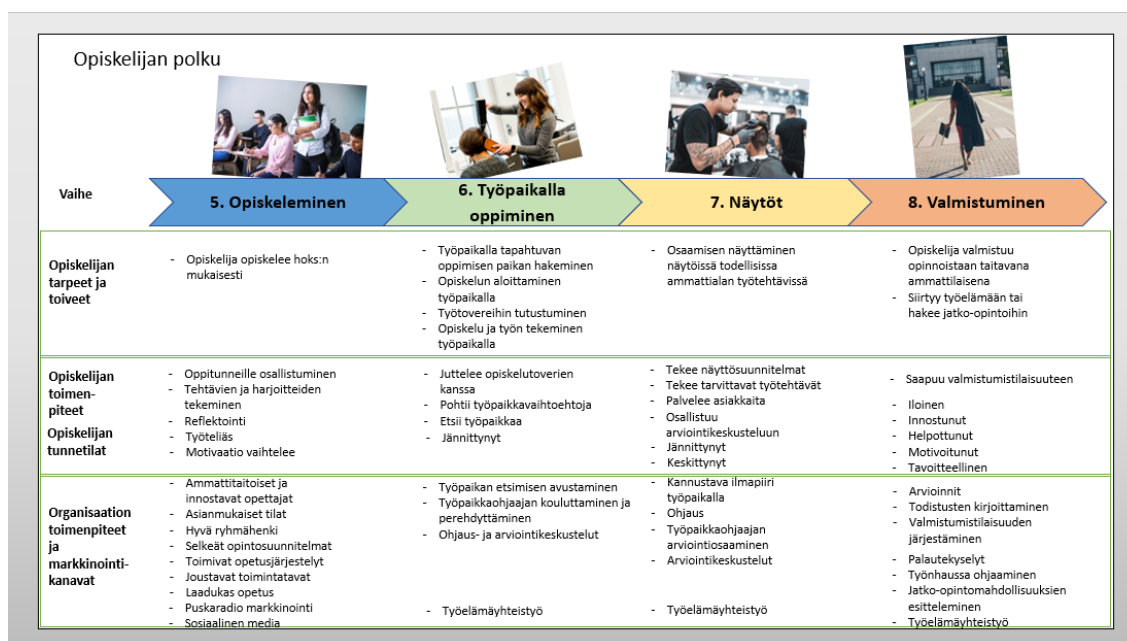 Opiskelijan polku
Vaihe
5. Opiskeleminen
6. Työpaikalla
oppiminen
7. Näytöt
8. Valmistuminen
Opiskelijan
tarpeet ja
toiveet
- Opiskelija opiskelee hoks:n
mukaisesti
- Työpaikalla tapahtuvan
oppimisen paikan hakeminen
- Opiskelun aloittaminen
työpaikalla
- Työtovereihin tutustuminen
- Opiskelu ja työn tekeminen
työpaikalla
- Osaamisen näyttäminen
näytöissä todellisissa
ammattialan työtehtävissä
- Opiskelija valmistuu
opinnoistaan taitavana
ammattilaisena
- Siirtyy työelämään tai
hakee jatko-opintoihin
Opiskelijan
toimen-
piteet
Opiskelijan
tunnetilat
- Oppitunneille osallistuminen
- Tehtävien ja harjoitteiden
tekeminen
- Reflektointi
- Työteliäs
- Motivaatio vaihtelee
- Juttelee opiskelutoverien
kanssa
- Pohtii työpaikkavaihtoehtoja
- Etsii työpaikkaa
- Jännittynyt
- Tekee näyttösuunnitelmat
- Tekee tarvittavat työtehtävät
- Palvelee asiakkaita
- Osallistuu
arviointikeskusteluun
- Jännittynyt
- Keskittynyt
- Saapuu valmistumistilaisuuteen
- Iloinen
- Innostunut
- Helpottunut
- Motivoitunut
- Tavoitteellinen
Organisaation
toimenpiteet
ja
markkinointi-
kanavat
- Ammattitaitoiset ja
innostavat opettajat
- Asianmukaiset tilat
- Hyvä ryhmähenki
- Selkeät opintosuunnitelmat
- Toimivat opetusjärjestelyt
- Joustavat toimintatavat
- Laadukas opetus
- Puskaradio markkinointi
- Sosiaalinen media
- Työpaikan etsimisen avustaminen
- Työpaikkaohjaajan kouluttaminen ja
perehdyttäminen
- Ohjaus- ja arviointikeskustelut
- Työelämäyhteistyö
- Kannustava ilmapiiri
työpaikalla
- Ohjaus
- Työpaikkaohjaajan
arviointiosaaminen
- Arviointikeskustelut
- Työelämäyhteistyö
- Arvioinnit
- Todistusten kirjoittaminen
- Valmistumistilaisuuden
järjestäminen
- Palautekyselyt
- Työnhaussa ohjaaminen
- Jatko-opintomahdollisuuksien
esitteleminen
- Työelämäyhteistyö